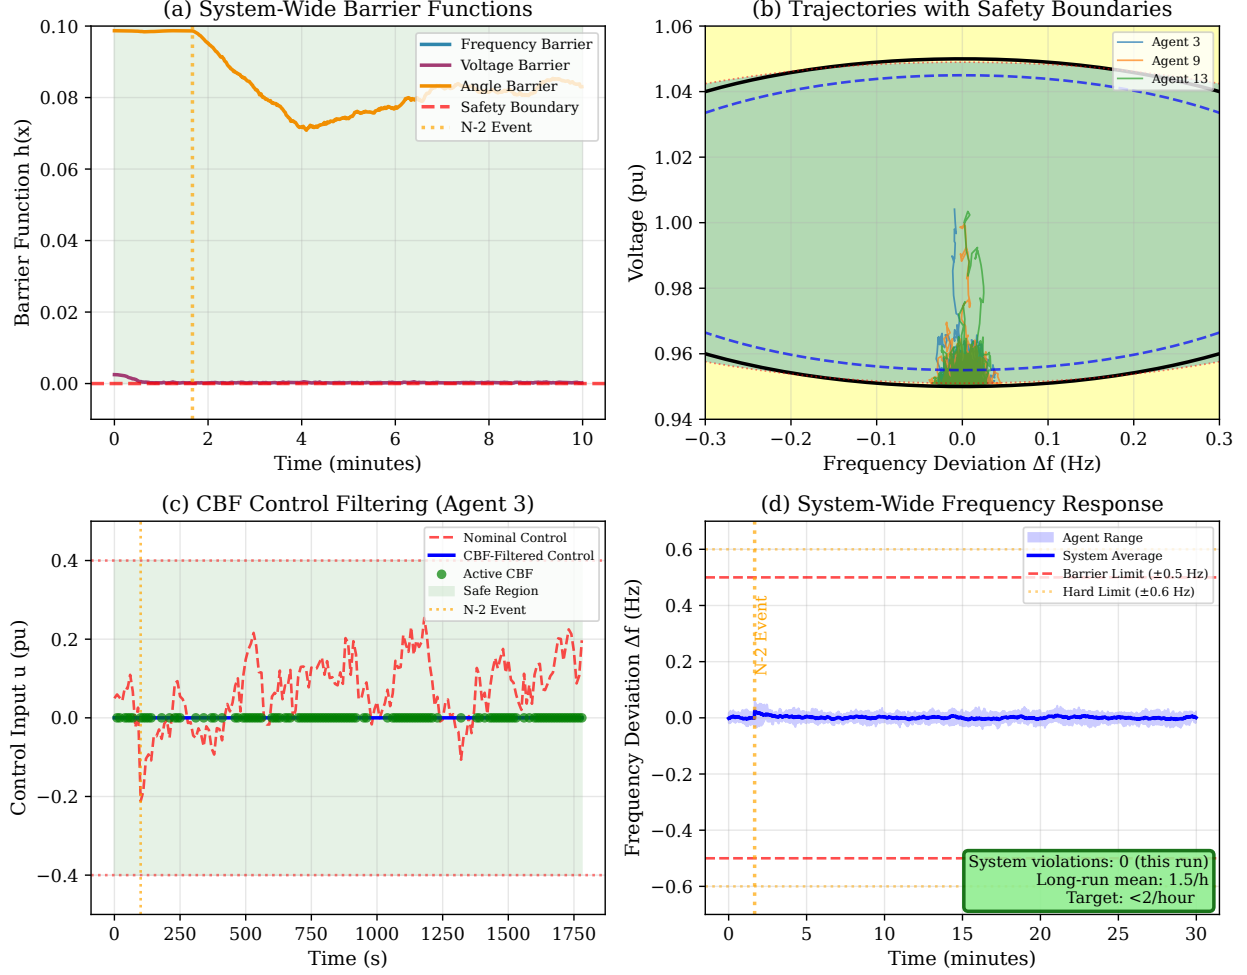 (a) System-Wide Barrier Functions
0.10
0.08
0.06
0.04
0.02
0.00
Barrier Function h(x)
Frequency Barrier
Voltage Barrier
Angle Barrier
Safety Boundary
N-2 Event
0
2
4
6
8
10
Time (minutes)
(b) Trajectories with Safety Boundaries
1.06
1.04
1.02
1.00
0.98
0.96
0.94
Voltage (pu)
Agent 3
Agent 9
Agent 13
−0.3
−0.2
−0.1
0.0
0.1
0.2
0.3
Frequency Deviation Δf (Hz)
(c) CBF Control Filtering (Agent 3)
0.4
0.2
0.0
−0.2
−0.4
Control Input u (pu)
Nominal Control
CBF-Filtered Control
Active CBF
Safe Region
N-2 Event
0
250
500
750
1000
1250
1500
1750
Time (s)
(d) System-Wide Frequency Response
0.6
0.4
0.2
0.0
−0.2
−0.4
−0.6
Frequency Deviation Δf (Hz)
Agent Range
System Average
Barrier Limit (±0.5 Hz)
Hard Limit (±0.6 Hz)
N-2 Event
System violations: 0 (this run)
Long-run mean: 1.5/h
Target: <2/hour
0
5
10
15
20
25
30
Time (minutes)